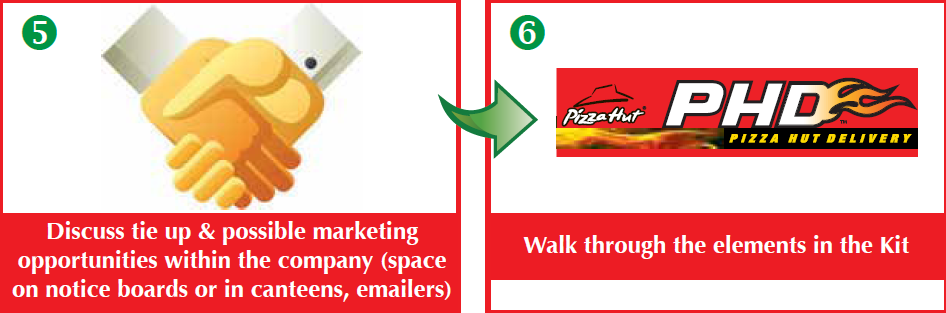 5
Discuss tie up & possible marketing
opportunities within the company (space
on notice boards or in canteens, emailers)
6
Pizza Hut
PHD™
PIZZA HUT DELIVERY
Walk through the elements in the Kit